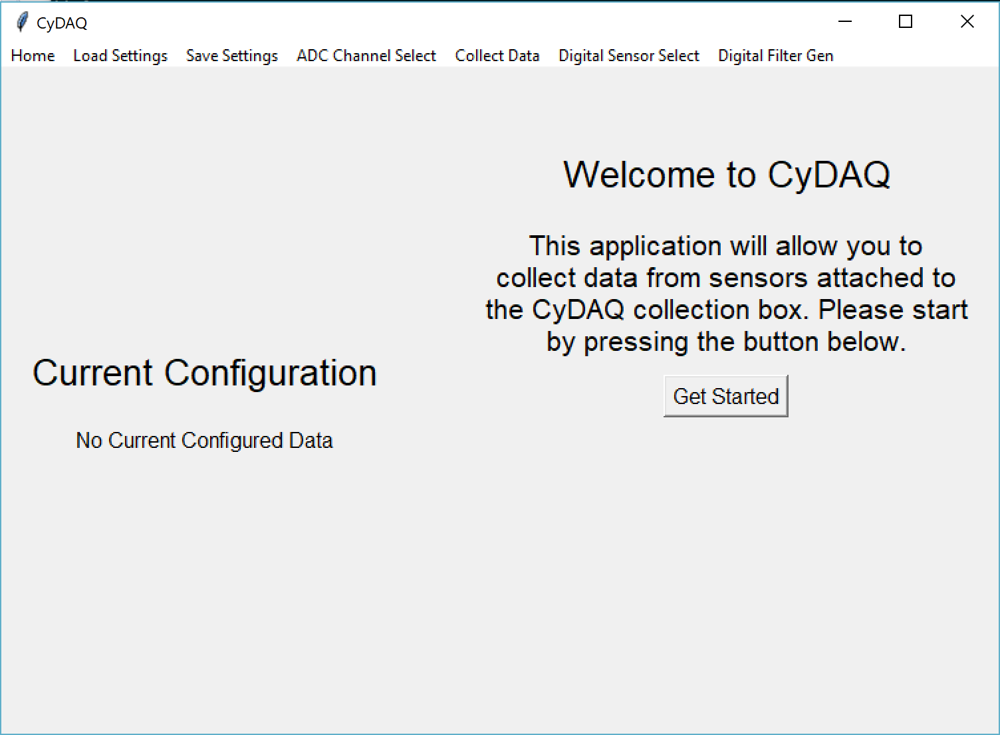 CyDAQ
Home Load Settings Save Settings ADC Channel Select Collect Data Digital Sensor Select Digital Filter Gen
Welcome to CyDAQ
This application will allow you to
collect data from sensors attached to
the CyDAQ collection box. Please start
by pressing the button below.
Get Started
Current Configuration
No Current Configured Data